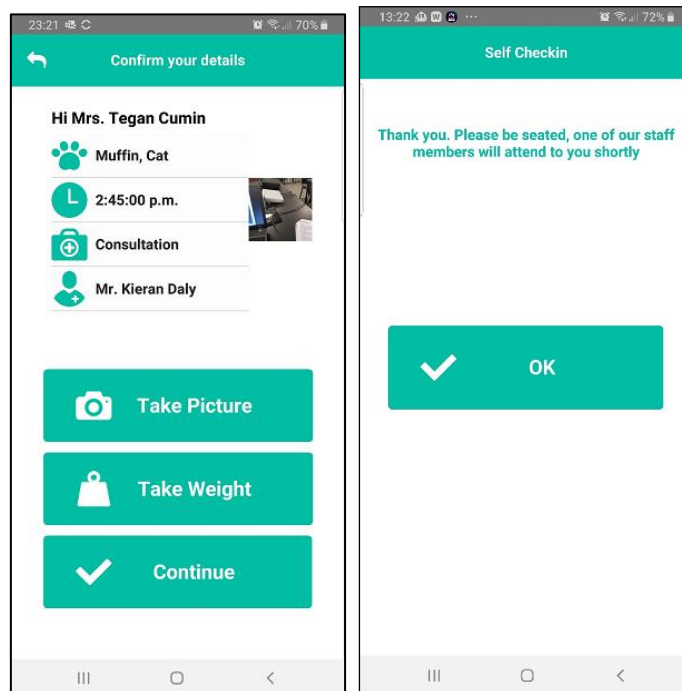 23:21
70%
Confirm your details
Hi Mrs. Tegan Cumin
Muffin, Cat
2:45:00 p.m.
Consultation
Mr. Kieran Daly
Take Picture
Take Weight
Continue
13:22
72%
Self Checkin
Thank you. Please be seated, one of our staff
members will attend to you shortly
OK